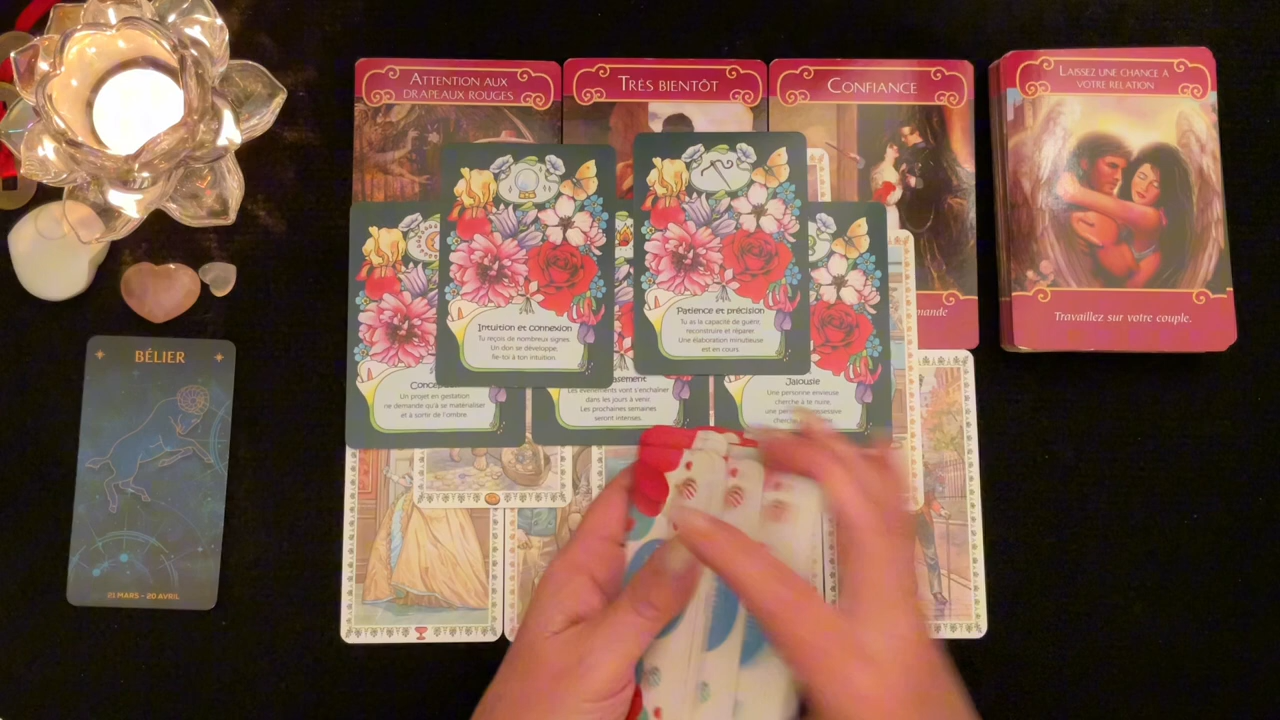 ATTENTION AUX
DRAPEAUX ROUGES
TRÈS BIENTÔT
CONFIANCE
LAISSEZ UNE CHANCE A
VOTRE RELATION
Travaillez sur votre couple.
BÉLIER
21 MARS - 20 AVRIL
Intuition et connexion
Tu reçois de nombreux signes.
Un don se développe,
fie-toi à ton intuition.
Patience et précision
Tu as la capacité de guérir,
reconstruire et réparer.
Une élaboration minutieuse
est en cours.
Un projet en gestation
ne demande qu'à se matérialiser
et à sortir de l'ombre.
Les événements vont s'enchaîner
dans les jours à venir.
Les prochaines semaines
seront intenses.
Jalousie
Une personne envieuse
cherche à te nuire,